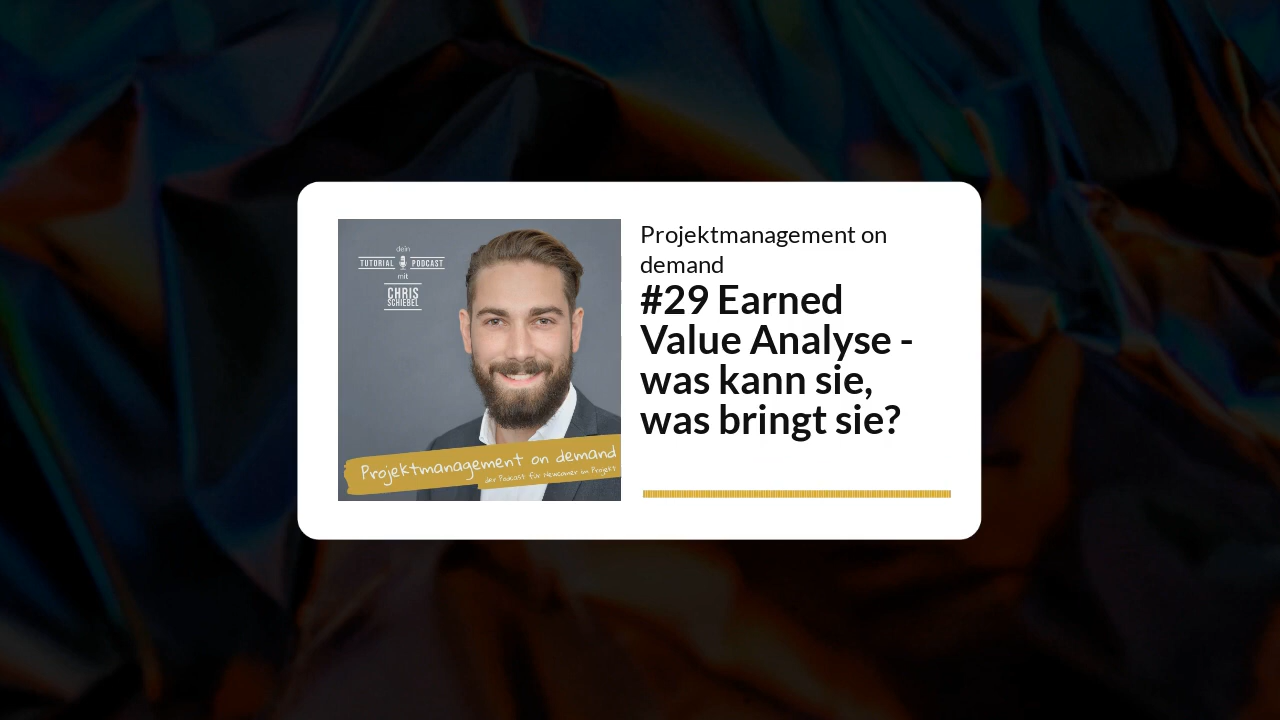 dein
TUTORIAL PODCAST
mit
CHRIS
SCHIEBEL
Projektmanagement on demand
der Podcast für Newcomer im Projekt
Projektmanagement on
demand
#29 Earned
Value Analyse -
was kann sie,
was bringt sie?